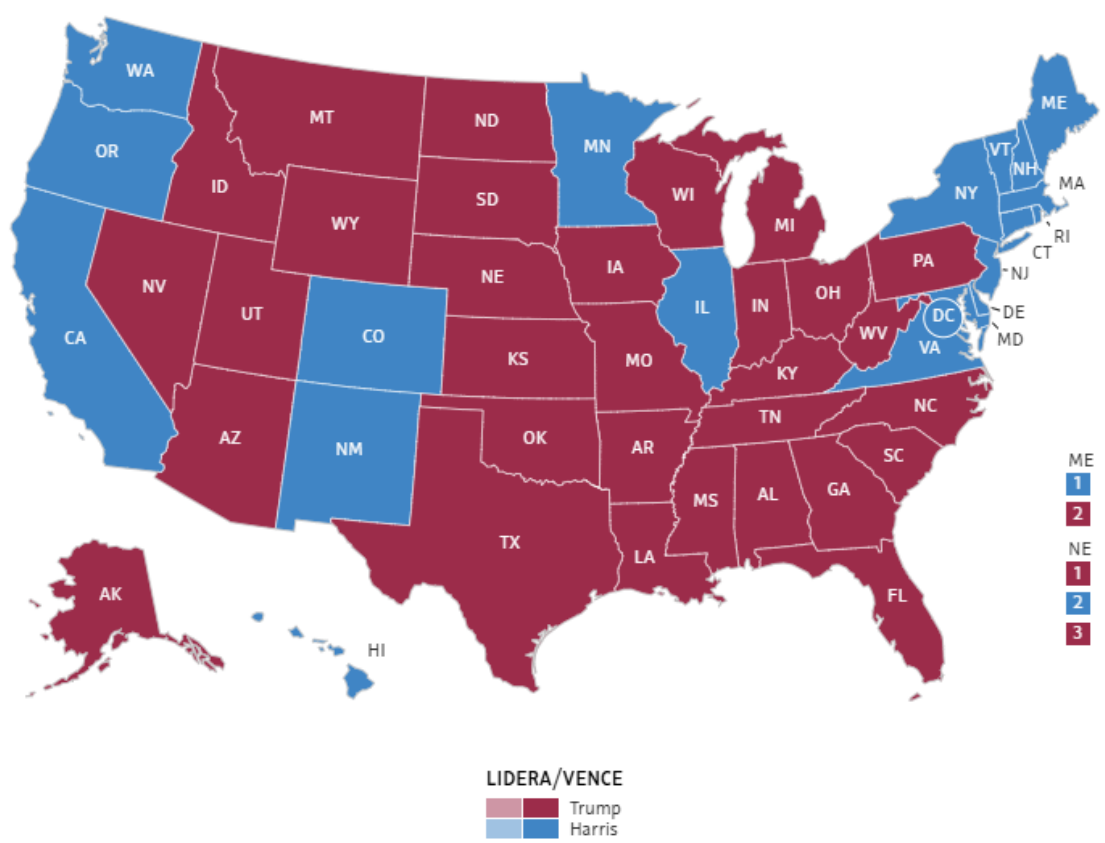 WA
OR
CA
NV
ID
MT
WY
UT
CO
AZ
NM
ND
SD
NE
KS
OK
TX
MN
IA
MO
AR
LA
WI
IL
MI
IN
OH
KY
TN
MS
AL
GA
FL
SC
NC
VA
WV
DC
PA
NY
VT
NH
ME
MA
RI
CT
NJ
DE
MD
AK
HI
ME
1
2
NE
1
2
3
LIDERA/VENCE
Trump
Harris